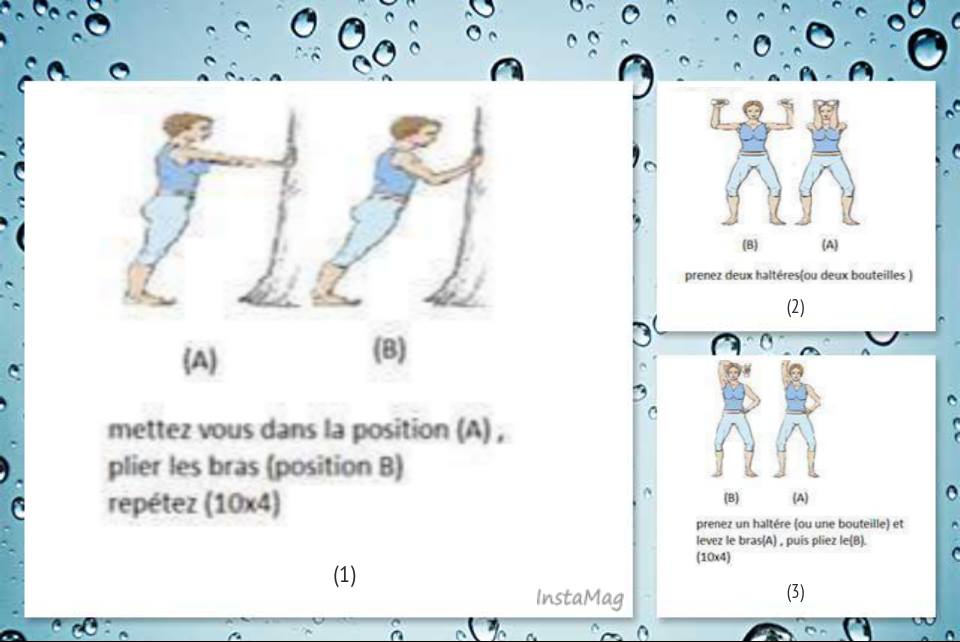 (A)
(B)
mettez vous dans la position (A) ,
plier les bras (position B)
repétez (10x4)
(1)
InstaMag
(B)
(A)
prenez deux haltéres(ou deux bouteilles )
(2)
(B)
(A)
prenez un haltére (ou une bouteille) et
levez le bras(A) , puis pliez le(B).
(10x4)
(3)